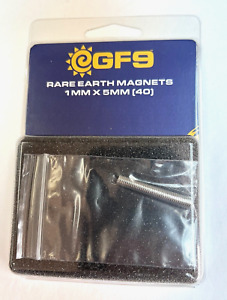 GF9
RARE EARTH MAGNETS
1MM X 5MM (40)